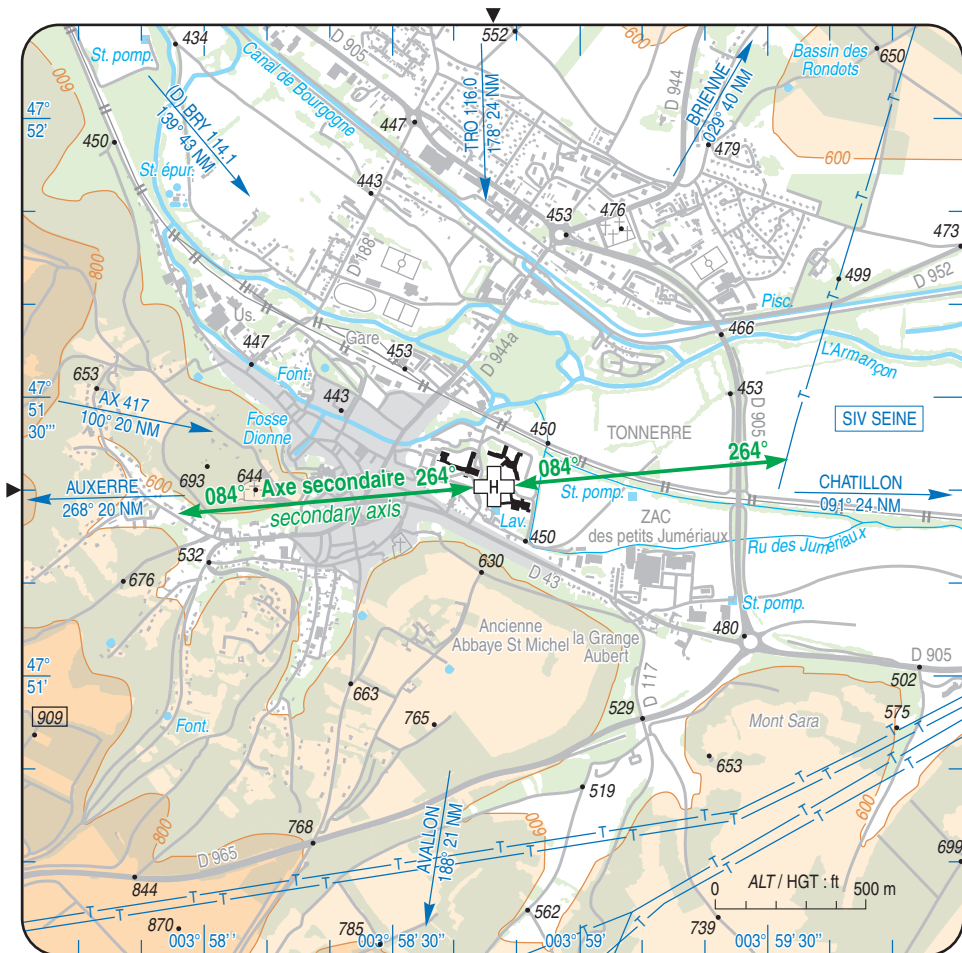 552
434
St. pomp.
Canal de Bourgogne
D 905
600
Bassin des
Rondots
650
D 944
BRIENNE
029° 40 NM
47°
52'
600
(D) BRY 114.1
139° 43 NM
TRO 116.0
178° 24 NM
447
450
479
600
St. épur.
443
453
476
T
473
D 188
800
499
D 952
T
Pisc.
Us.
Gare
466
447
453
D 944a
L'Armançon
Font.
653
47°
51
30'''
AX 417
100° 20 NM
443
453
D 905
Fosse
Dionne
450
TONNERRE
SIV SEINE
693
644
600
AUXERRE
268° 20 NM
084° Axe secondaire 264°
secondary axis
H
084°
264°
St. pomp.
CHATILLON
091° 24 NM
Lav.
ZAC
des petits Jumériaux
450
Ru des Jumériaux
532
630
D 43
676
St. pomp.
480
Ancienne
Abbaye St Michel
la Grange
Aubert
47°
51'
D 905
502
663
D 117
909
Font.
765
529
Mont Sara
575
653
519
600
600
AVALLON
188° 21 NM
768
800
D 965
T T T T T T
T T T T T T
699
844
ALT / HGT : ft
0
500 m
562
870
785
739
003° 58' '
003° 58' 30''
003° 59'
003° 59' 30''